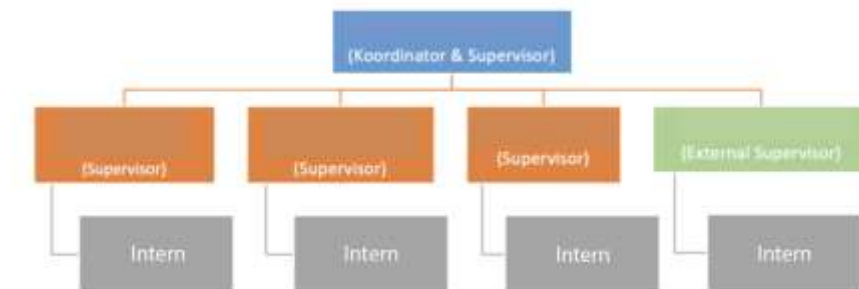 (Koordinator & Supervisor)
(Supervisor)
(Supervisor)
(Supervisor)
(External Supervisor)
Intern
Intern
Intern
Intern